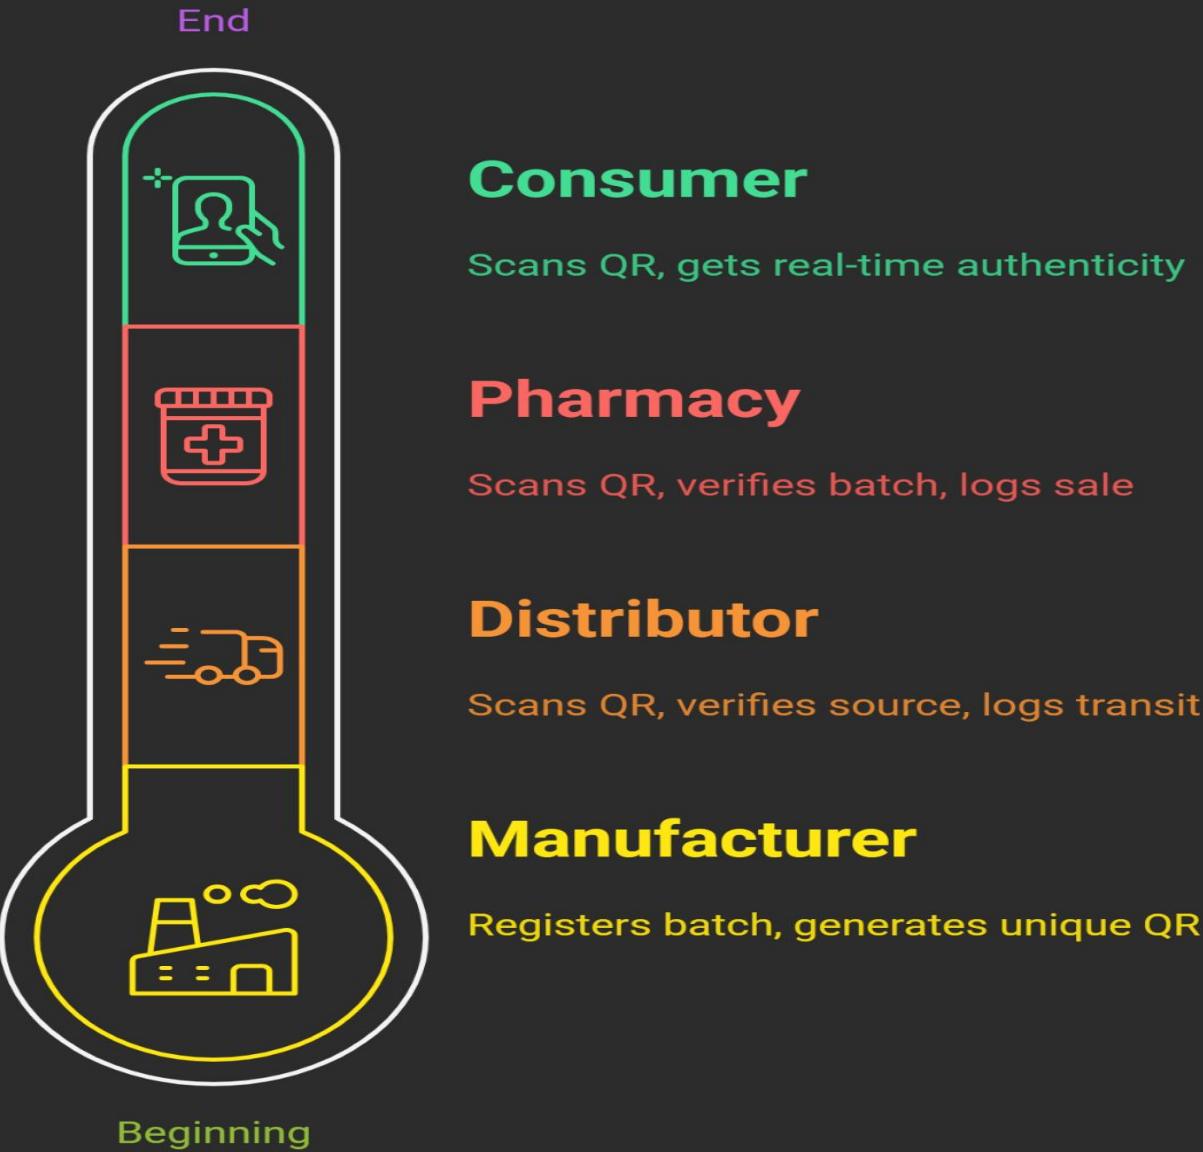 End
Consumer
Scans QR, gets real-time authenticity
Pharmacy
Scans QR, verifies batch, logs sale
Distributor
Scans QR, verifies source, logs transit
Manufacturer
Registers batch, generates unique QR
Beginning